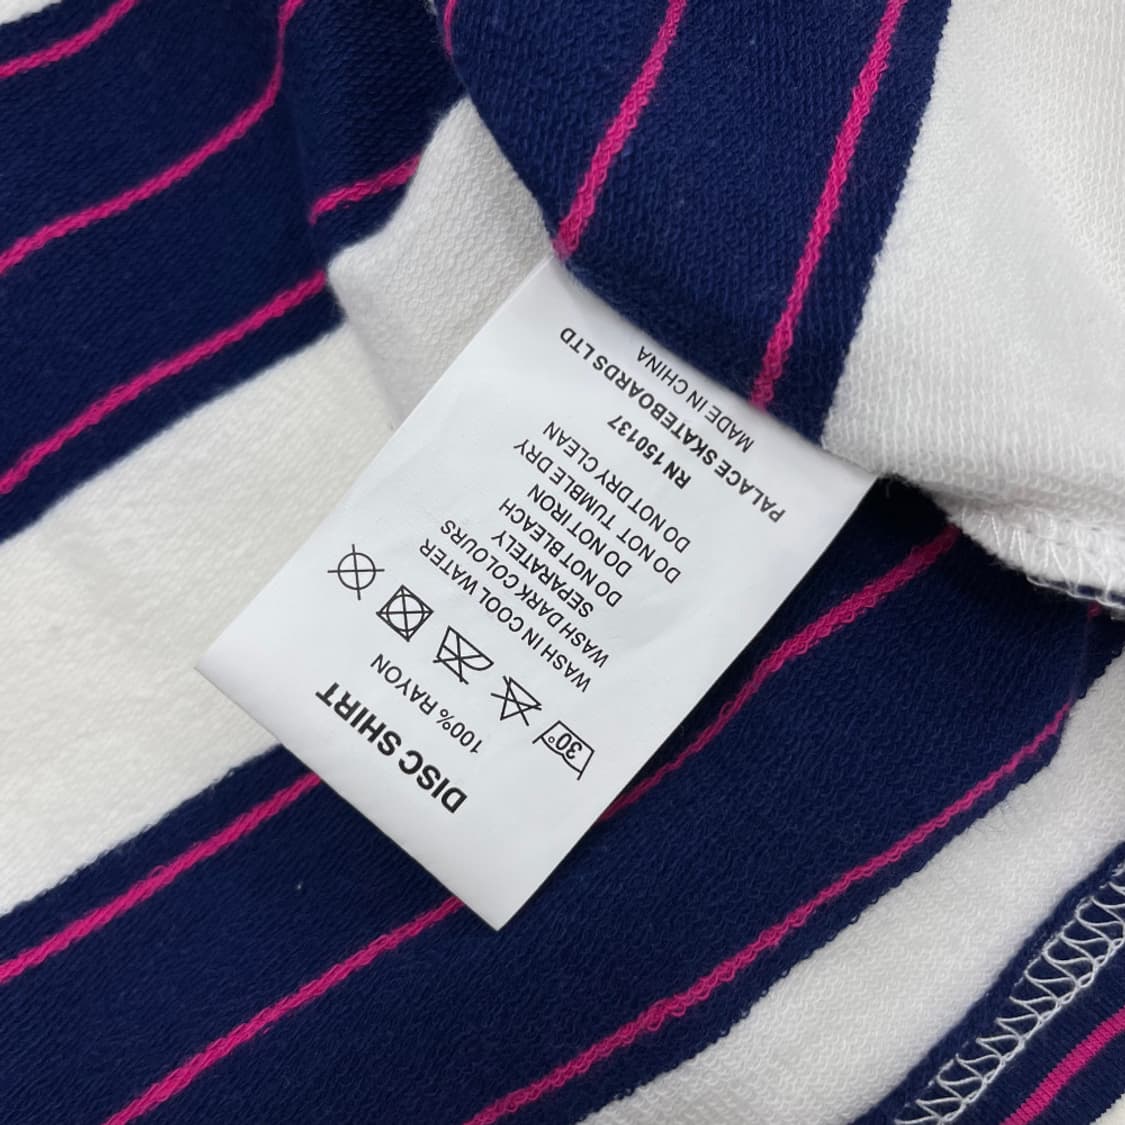 DISC SHIRT
100% RAYON
30°
WASH IN COOL WATER
WASH DARK COLOURS
SEPARATELY
DO NOT BLEACH
DO NOT IRON
DO NOT TUMBLE DRY
DO NOT DRY CLEAN
RN 150137
PALACE SKATEBOARDS LTD
MADE IN CHINA